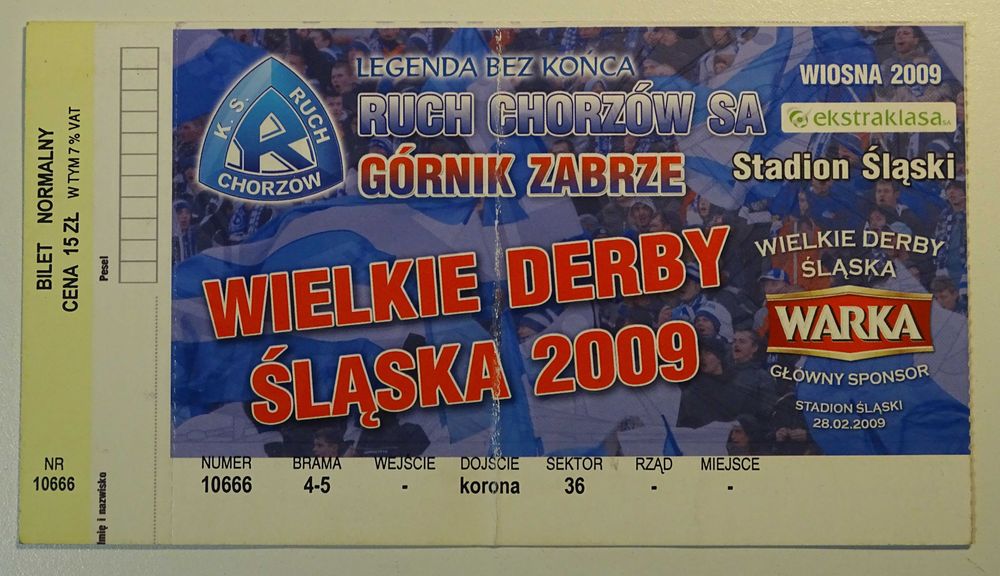 BILET NORMALNY
CENA 15 ZŁ W TYM 7 % VAT
NR
10666
Pesel
Imię i nazwisko
K. S. RUCH
R
CHORZOW
LEGENDA BEZ KOŃCA
RUCH CHORZÓW SA
GÓRNIK ZABRZE
WIOSNA 2009
ekstraklasa SA
Stadion Śląski
WIELKIE DERBY
ŚLĄSKA 2009
WIELKIE DERBY
ŚLĄSKA
WARKA
GŁÓWNY SPONSOR
STADION ŚLĄSKI
28.02.2009
NUMER BRAMA WEJŚCIE DOJŚCIE SEKTOR RZĄD MIEJSCE
10666 4-5 - korona 36 - -